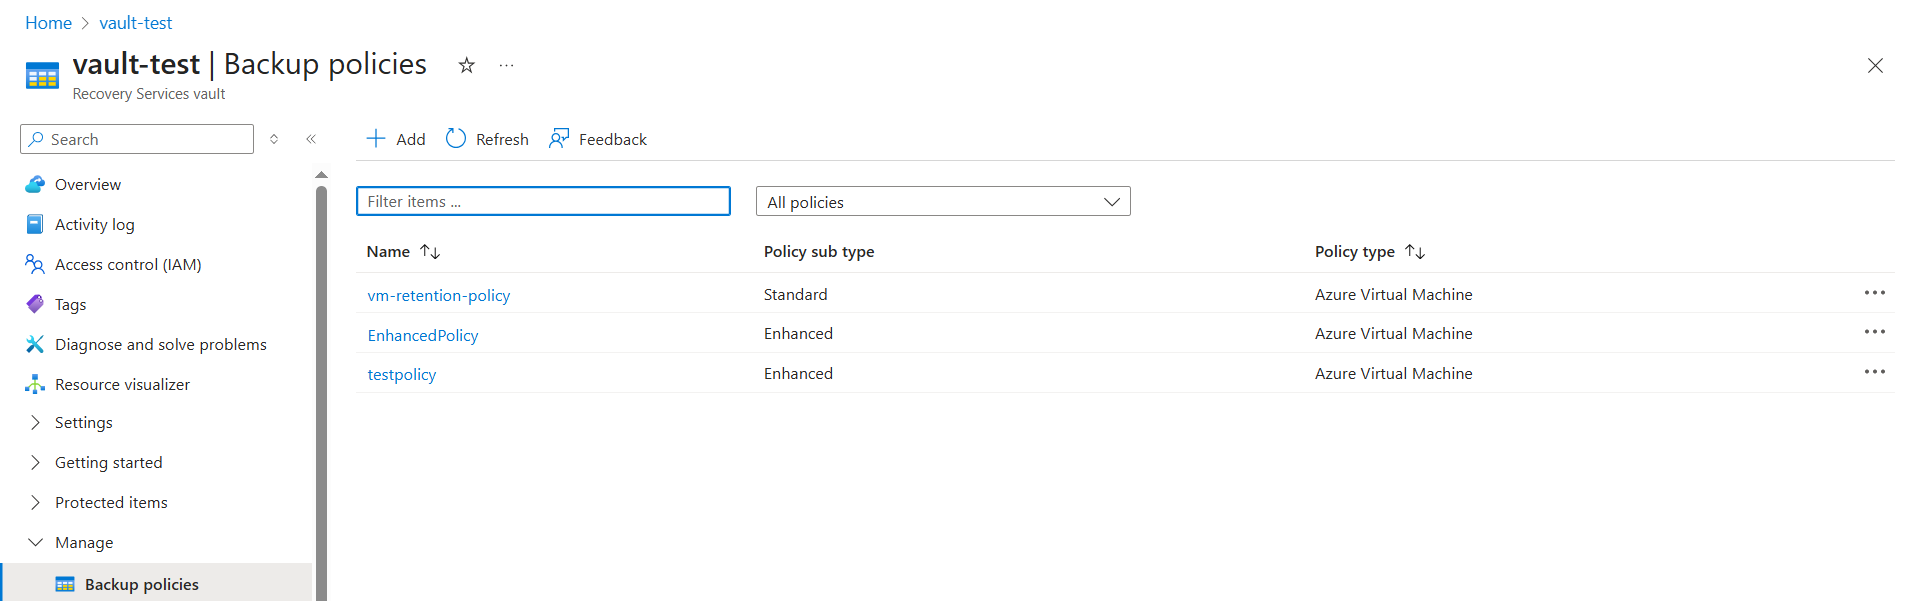 Home > vault-test
vault-test | Backup policies
Recovery Services vault
Search
Add Refresh Feedback
Overview
Activity log
Access control (IAM)
Tags
Diagnose and solve problems
Resource visualizer
Settings
Getting started
Protected items
Manage
Backup policies
Filter items ... All policies
Name Policy sub type Policy type
vm-retention-policy Standard Azure Virtual Machine
EnhancedPolicy Enhanced Azure Virtual Machine
testpolicy Enhanced Azure Virtual Machine